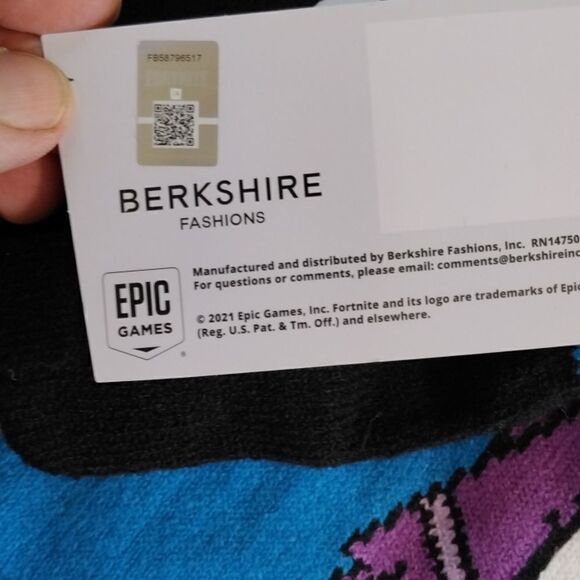 FB58796517
BERKSHIRE
FASHIONS
Manufactured and distributed by Berkshire Fashions, Inc. RN14750
For questions or comments, please email: comments@berkshireinc
EPIC
GAMES
®
© 2021 Epic Games, Inc. Fortnite and its logo are trademarks of Epic
(Reg. U.S. Pat. & Tm. Off.) and elsewhere.